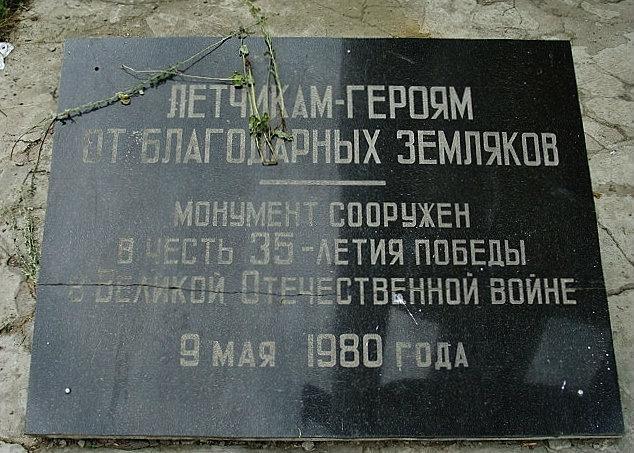 ЛЕТЧИКАМ-ГЕРОЯМ
ОТ БЛАГОДАРНЫХ ЗЕМЛЯКОВ
МОНУМЕНТ СООРУЖЕН
В ЧЕСТЬ 35-ЛЕТИЯ ПОБЕДЫ
В ВЕЛИКОЙ ОТЕЧЕСТВЕННОЙ ВОЙНЕ
9 МАЯ 1980 ГОДА